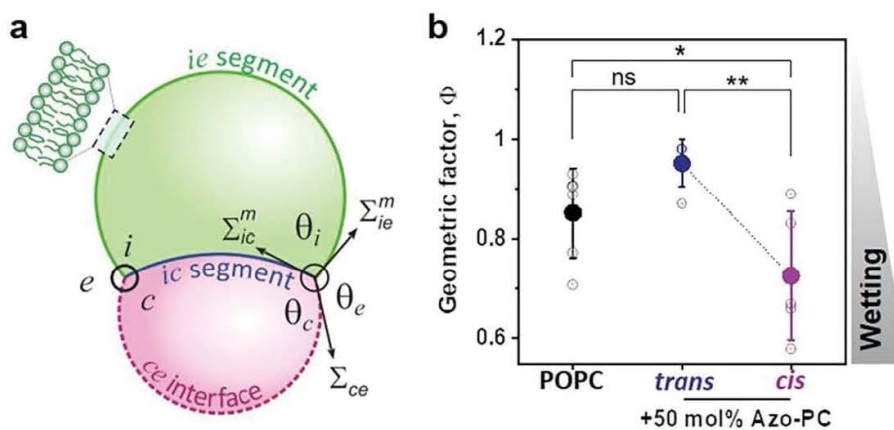 a
ie segment
Σ^m_ic
θ_i
Σ^m_ie
i
e
ic segment
c
θ_c
θ_e
ce interface
Σ_ce
b
Geometric factor, Φ
1.2
1
0.8
0.6
*
ns
**
POPC
trans
cis
+50 mol% Azo-PC
Wetting